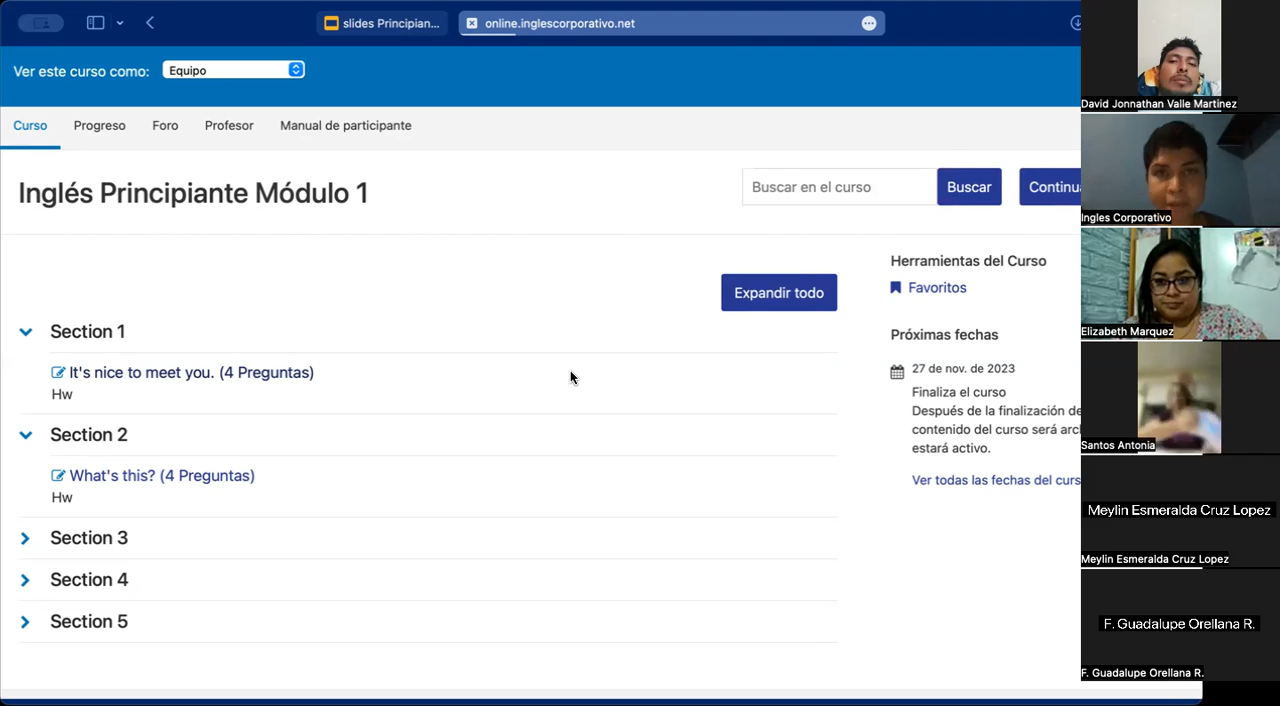 slides Principian...
online.inglescorporativo.net
Ver este curso como:
Equipo
Curso
Progreso
Foro
Profesor
Manual de participante
Inglés Principiante Módulo 1
Buscar en el curso
Buscar
Continua
Expandir todo
Section 1
It's nice to meet you. (4 Preguntas)
Hw
Section 2
What's this? (4 Preguntas)
Hw
Section 3
Section 4
Section 5
Herramientas del Curso
Favoritos
Próximas fechas
27 de nov. de 2023
Finaliza el curso
Después de la finalización de
contenido del curso será arc
estará activo.
Ver todas las fechas del curs
David Jonnathan Valle Martinez
Ingles Corporativo
Elizabeth Marquez
Santos Antonia
Meylin Esmeralda Cruz Lopez
Meylin Esmeralda Cruz Lopez
F. Guadalupe Orellana R.
F. Guadalupe Orellana R.